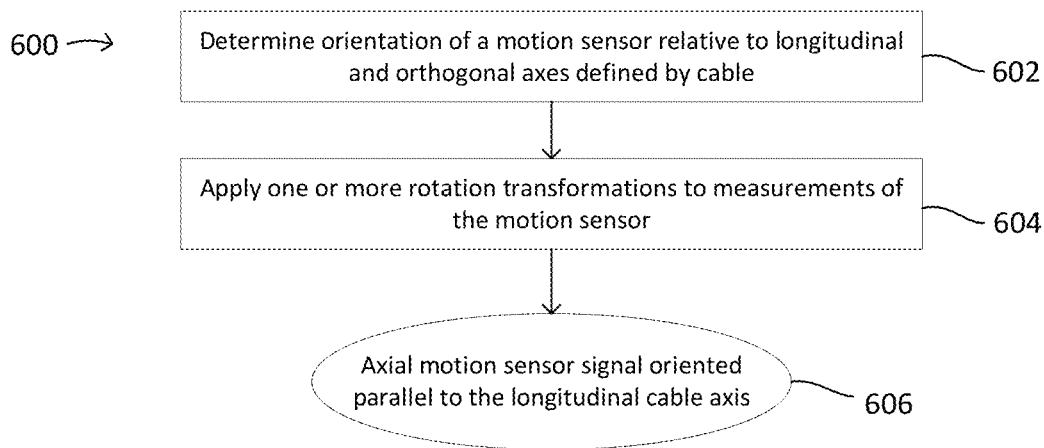 600
Determine orientation of a motion sensor relative to longitudinal
and orthogonal axes defined by cable
602
Apply one or more rotation transformations to measurements of
the motion sensor
604
Axial motion sensor signal oriented
parallel to the longitudinal cable axis
606